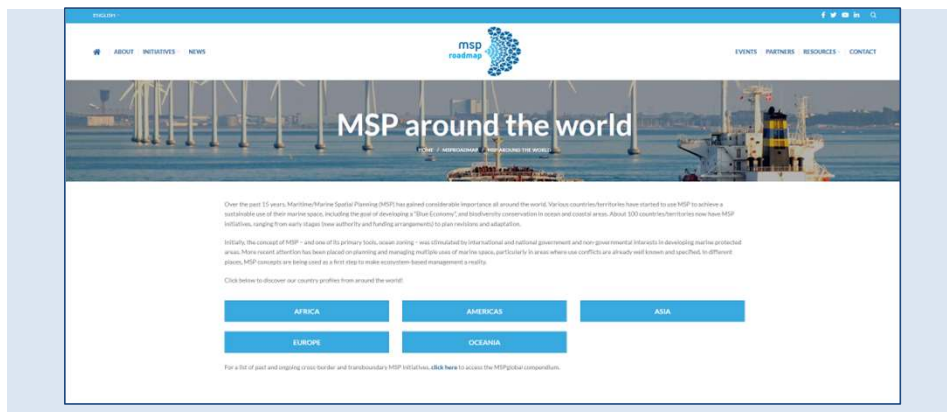 ENGLISH
ABOUT INITIATIVES NEWS
msp
roadmap
EVENTS PARTNERS RESOURCES CONTACT
MSP around the world
HOME / MSPROADMAP / MSP AROUND THE WORLD
Over the past 15 years, Maritime/Marine Spatial Planning (MSP) has gained considerable importance all around the world. Various countries/territories have started to use MSP to achieve a
sustainable use of their marine space, including the goal of developing a "Blue Economy", and biodiversity conservation in ocean and coastal areas. About 100 countries/territories now have MSP
initiatives, ranging from early stages (new authority and funding arrangements) to plan revisions and adaptation.
Initially, the concept of MSP – and one of its primary tools, ocean zoning – was stimulated by international and national government and non-governmental interests in developing marine protected
areas. More recent attention has been placed on planning and managing multiple uses of marine space, particularly in areas where use conflicts are already well known and specified. In different
places, MSP concepts are being used as a first step to make ecosystem-based management a reality.
Click below to discover our country profiles from around the world!
AFRICA
AMERICAS
ASIA
EUROPE
OCEANIA
For a list of past and ongoing cross-border and transboundary MSP initiatives, click here to access the MSPglobal compendium.